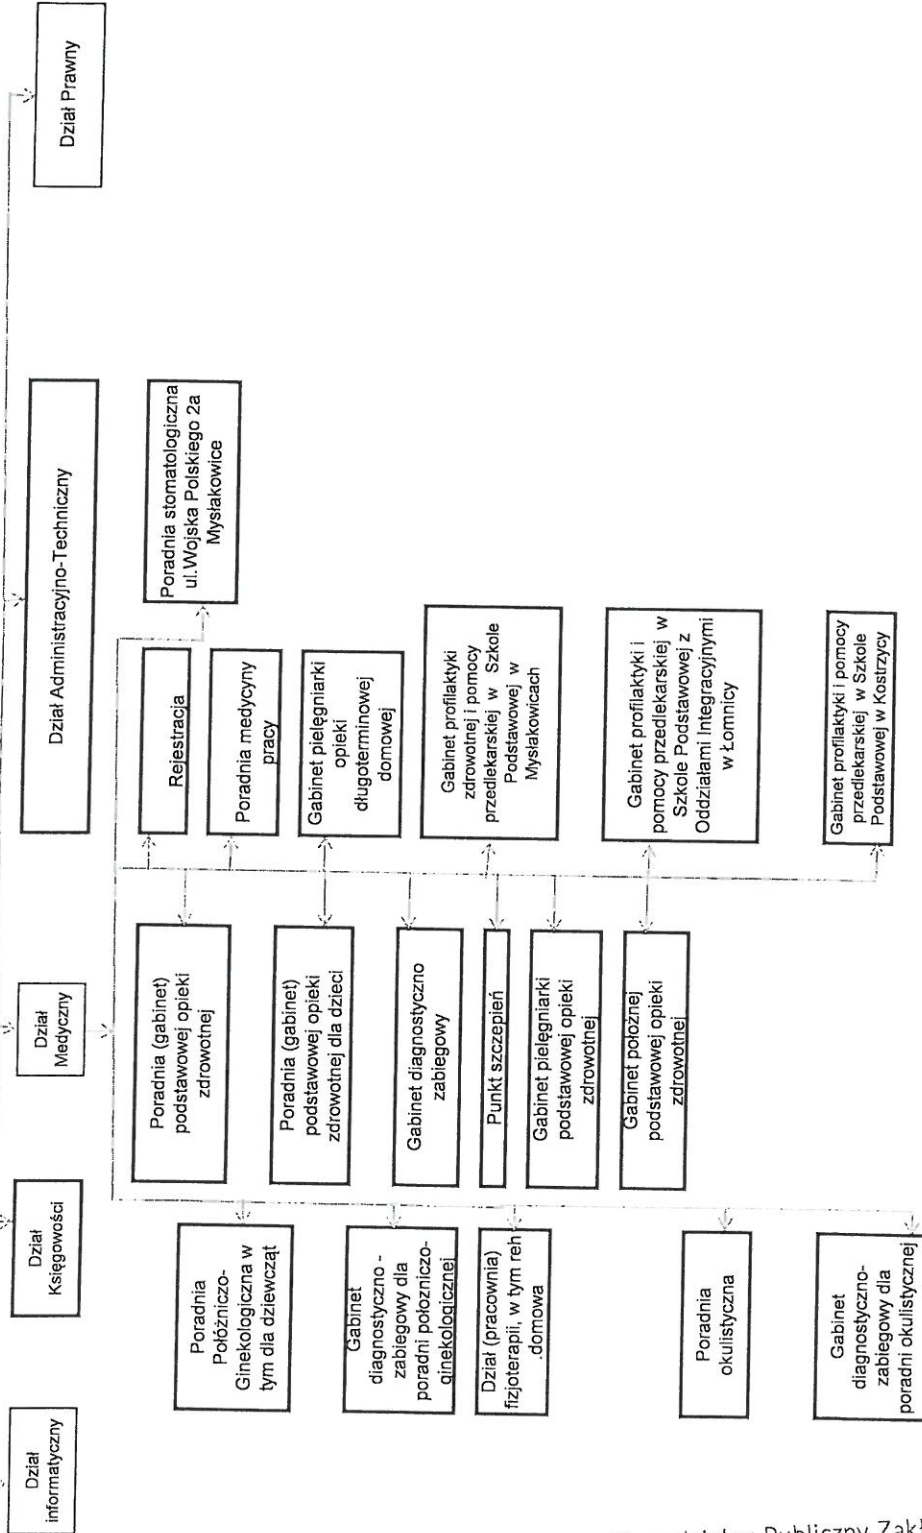 Dział
informatyczny
Dział
Księgowości
Dział
Medyczny
Dział Administracyjno-Techniczny
Dział Prawny
Poradnia
Położniczo-
Ginekologiczna w
tym dla dziewcząt
Gabinet
diagnostyczno -
zabiegowy dla
poradni położniczo-
ginekologicznej
Dział (pracownia)
fizjoterapii, w tym reh
.domowa
Poradnia
okulistyczna
Gabinet
diagnostyczno-
zabiegowy dla
poradni okulistycznej
Poradnia (gabinet)
podstawowej opieki
zdrowotnej
Poradnia (gabinet)
podstawowej opieki
zdrowotnej dla dzieci
Gabinet diagnostyczno
zabiegowy
Punkt szczepień
Gabinet pielęgniarki
podstawowej opieki
zdrowotnej
Gabinet położnej
podstawowej opieki
zdrowotnej
Rejestracja
Poradnia medycyny
pracy
Gabinet pielęgniarki
opieki
długoterminowej
domowej
Gabinet profilaktyki
zdrowotnej i pomocy
przedlekarskiej w Szkole
Podstawowej w
Mysłakowicach
Gabinet profilaktyki i
pomocy przedlekarskiej w
Szkole Podstawowej z
Oddziałami Integracyjnymi
w Łomnicy
Gabinet profilaktyki i pomocy
przedlekarskiej w Szkole
Podstawowej w Kostrzycy
Poradnia stomatologiczna
ul.Wojska Polskiego 2a
Mysłakowice
Publiczny